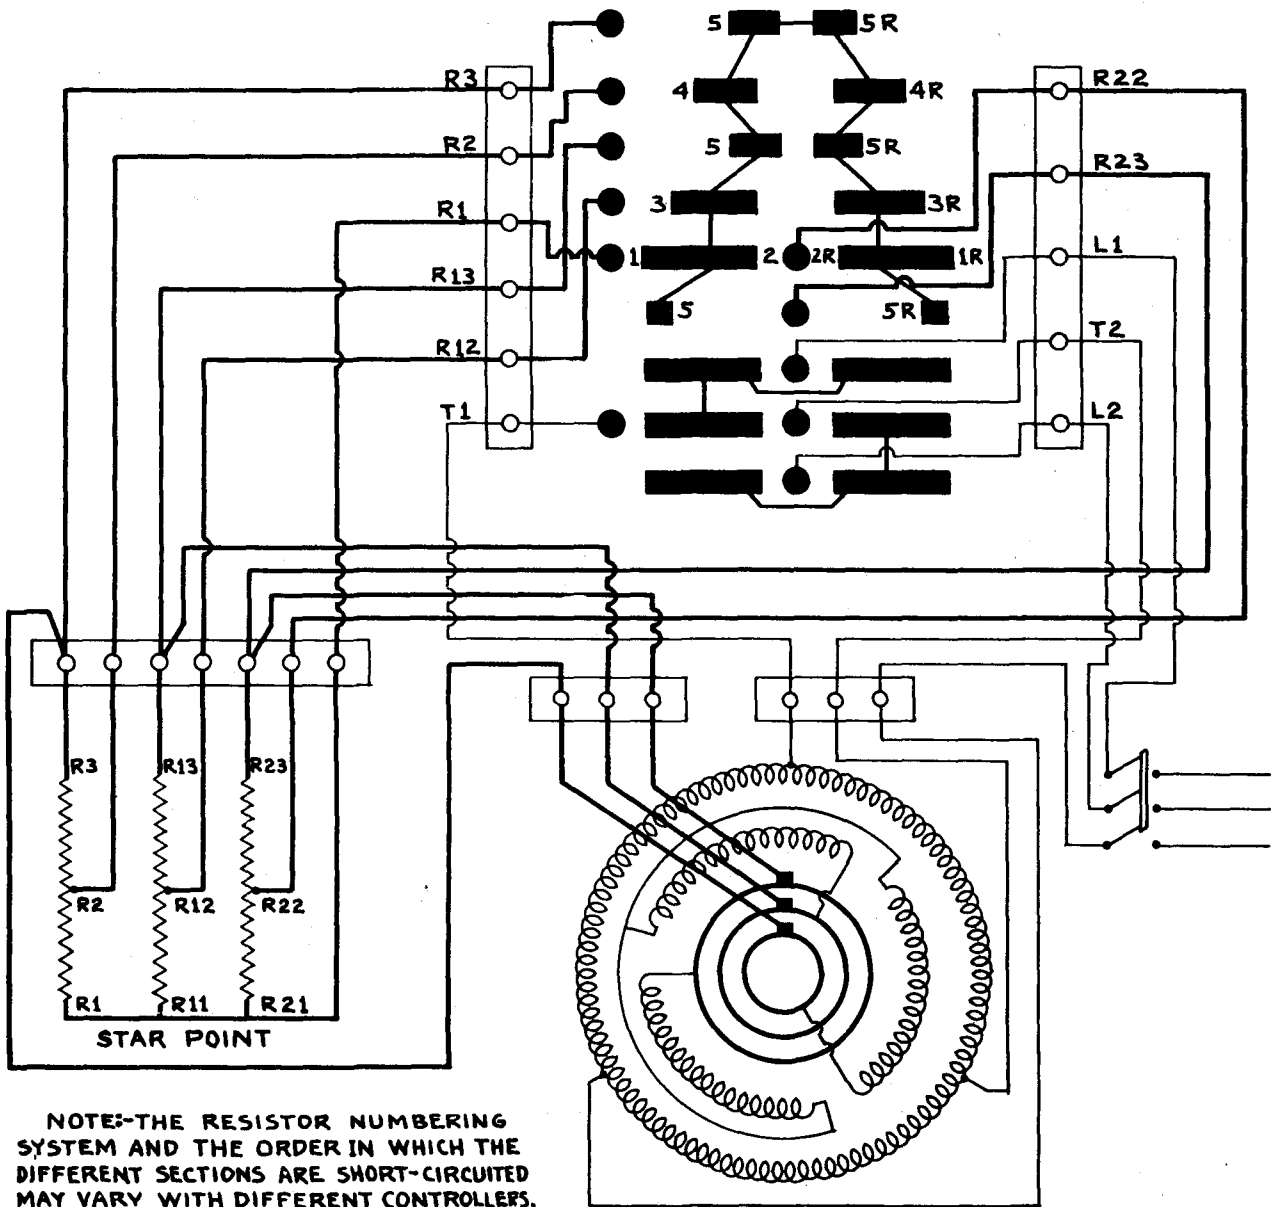 5 5R
R3 4 4R R22
R2 5 5R R23
R1 3 3R
1 2 2R 1R L1
R13 5 5R
R12 T2
T1 L2
R3 R13 R23
R2 R12 R22
R1 R11 R21
STAR POINT
NOTE:-THE RESISTOR NUMBERING
SYSTEM AND THE ORDER IN WHICH THE
DIFFERENT SECTIONS ARE SHORT-CIRCUITED
MAY VARY WITH DIFFERENT CONTROLLERS.